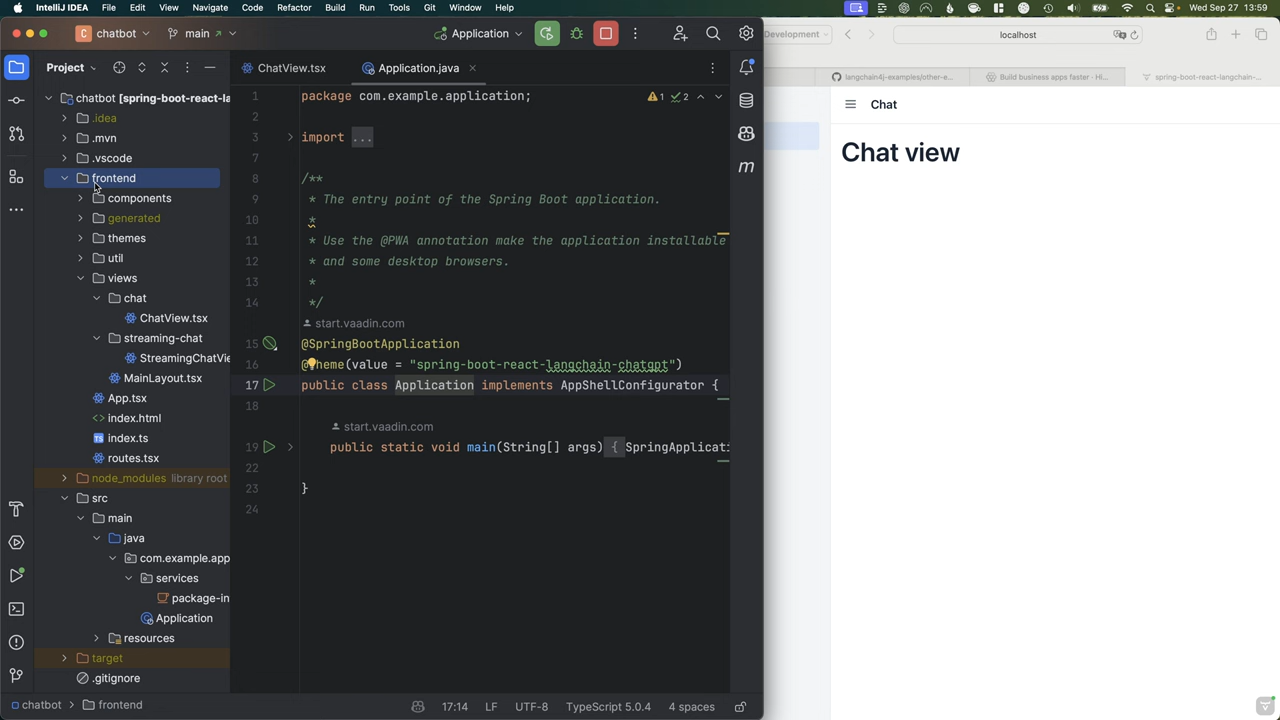 IntelliJ IDEA File Edit View Navigate Code Refactor Build Run Tools Git Window Help Wed Sep 27 13:59
C chatbot main Application
Development localhost
Project ChatView.tsx Application.java
langchain4j-examples/other-e... Build business apps faster · Hi... spring-boot-react-langchain-...
chatbot [spring-boot-react-la
.idea
.mvn
.vscode
frontend
components
generated
themes
util
views
chat
ChatView.tsx
streaming-chat
StreamingChatVie
MainLayout.tsx
App.tsx
index.html
index.ts
routes.tsx
node_modules library root
src
main
java
com.example.app
services
package-in
Application
resources
target
.gitignore
1 package com.example.application;
2
3 import ...
7
8 /**
9 * The entry point of the Spring Boot application.
10 *
11 * Use the @PWA annotation make the application installable
12 * and some desktop browsers.
13 *
14 */
start.vaadin.com
15 @SpringBootApplication
16 @Theme(value = "spring-boot-react-langchain-chatgpt")
17 public class Application implements AppShellConfigurator {
18
start.vaadin.com
19 public static void main(String[] args) { SpringApplicati
22
23 }
24
1 2
m
Chat
Chat view
chatbot > frontend 17:14 LF UTF-8 TypeScript 5.0.4 4 spaces